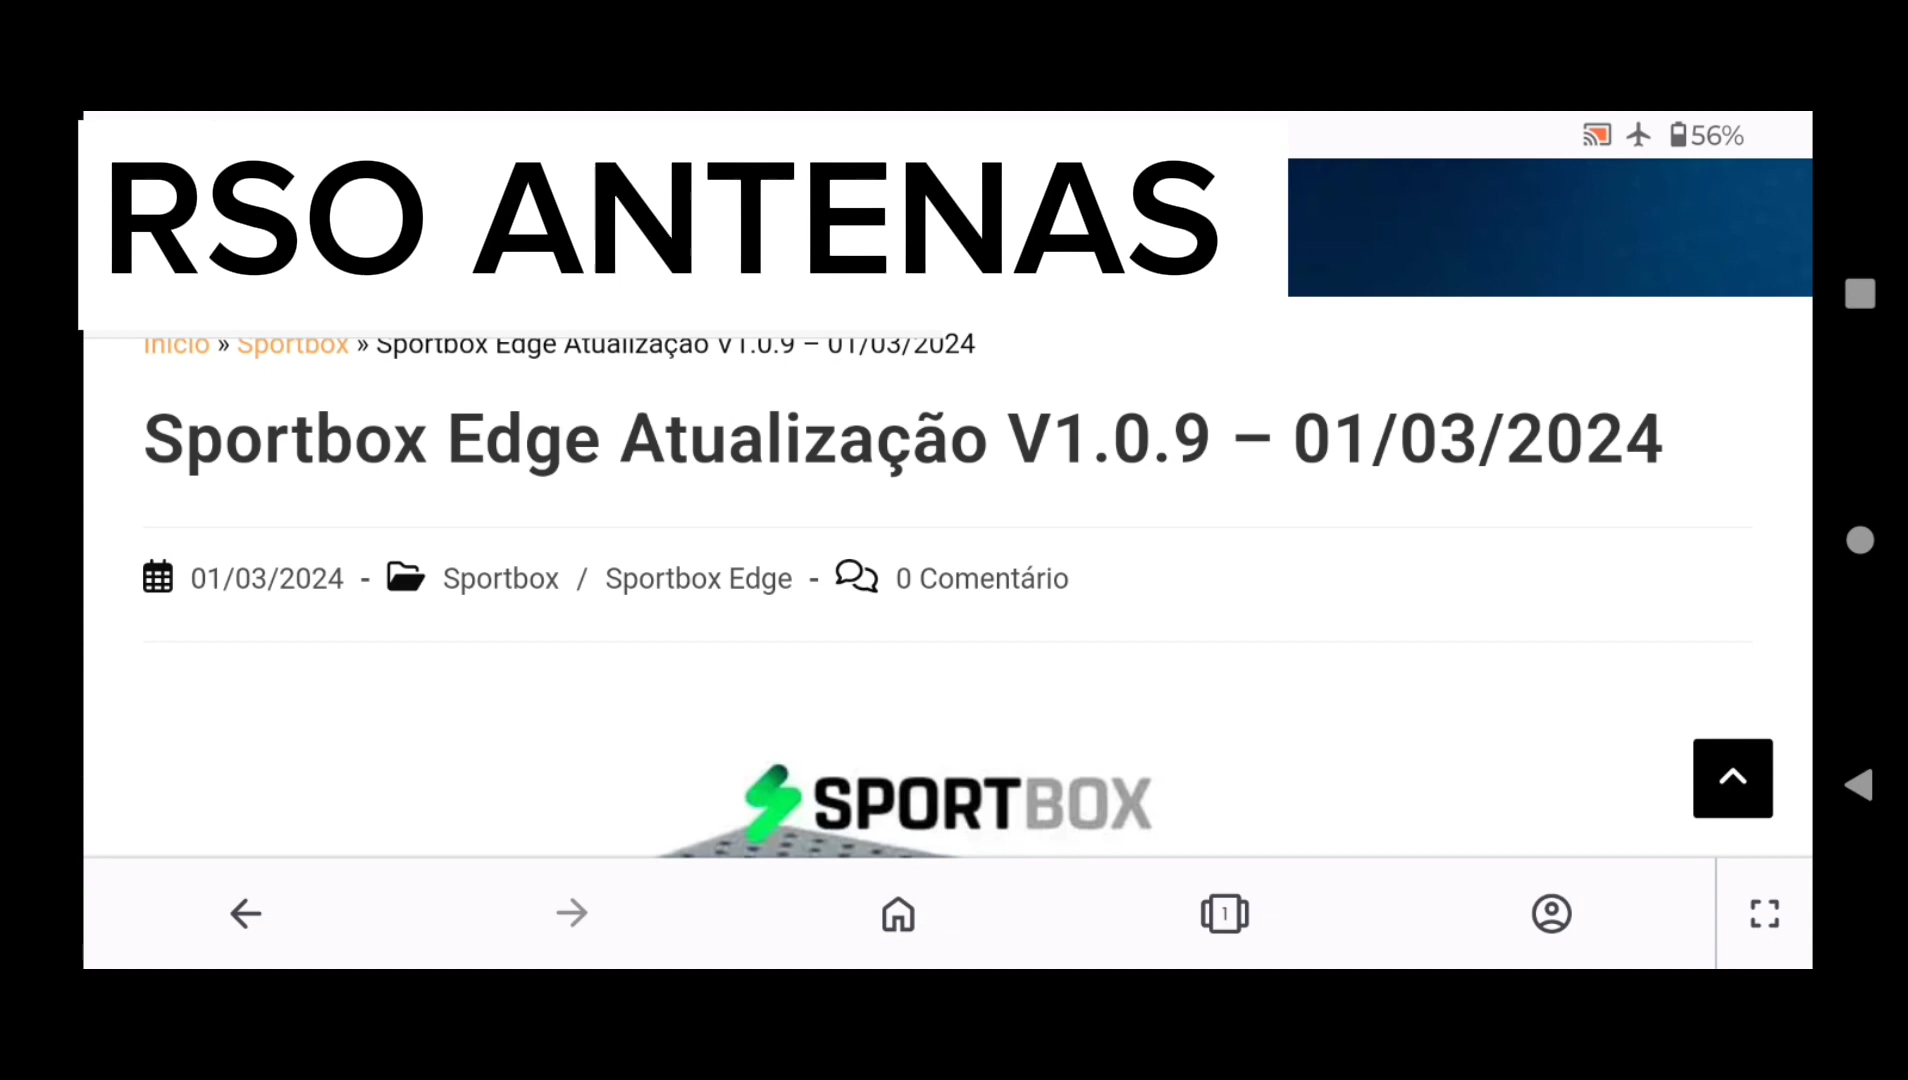 56%
RSO ANTENAS
Início » Sportbox » Sportbox Edge Atualização V1.0.9 – 01/03/2024
Sportbox Edge Atualização V1.0.9 – 01/03/2024
01/03/2024 - Sportbox / Sportbox Edge - 0 Comentário
SPORTBOX
1